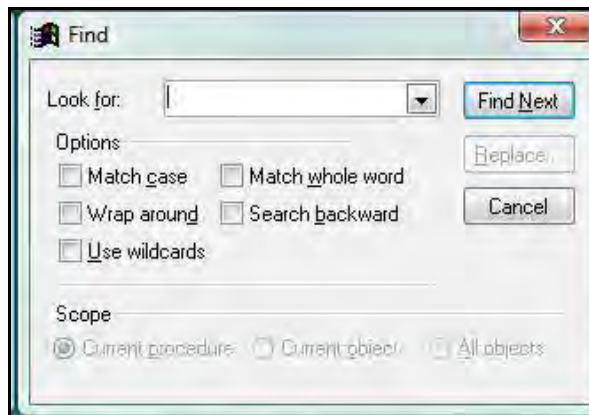 Find
Look for:
Find Next
Options
Replace...
Match case Match whole word
Wrap around Search backward
Cancel
Use wildcards
Scope
Current procedure Current object All objects